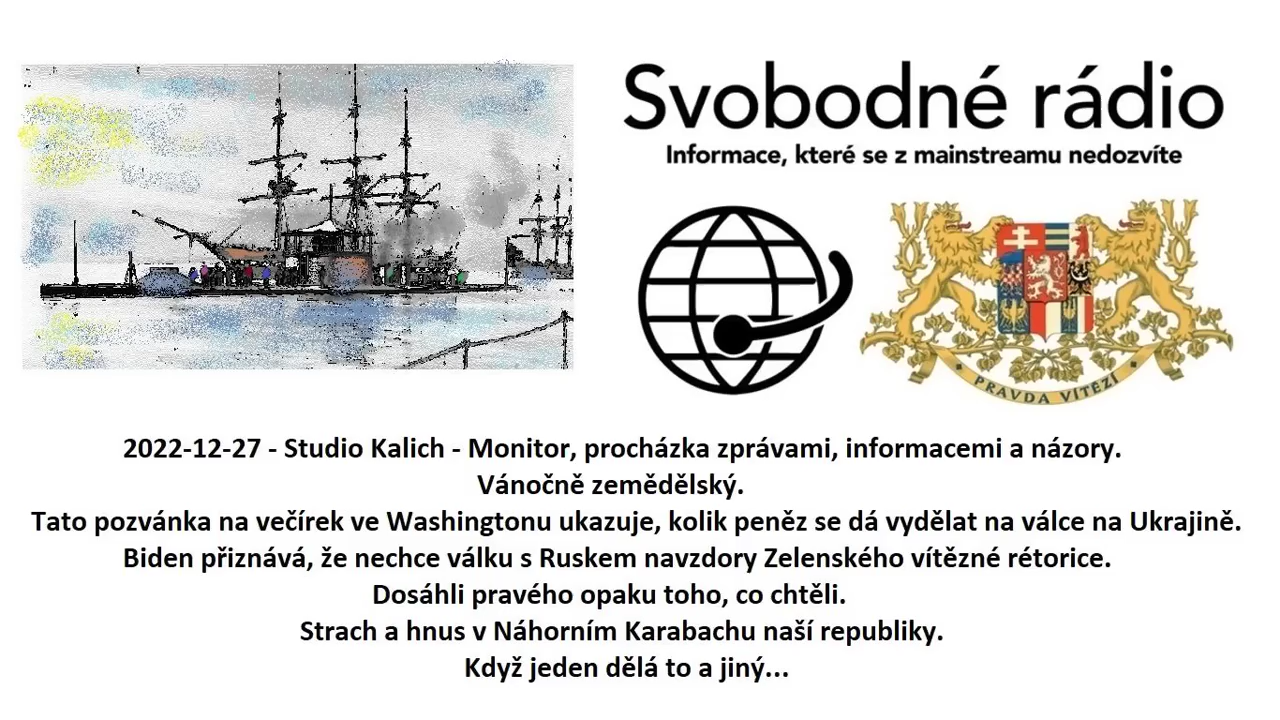 Svobodné rádio
Informace, které se z mainstreamu nedozvíte
PRAVDA VÍTĚZÍ
2022-12-27 - Studio Kalich - Monitor, procházka zprávami, informacemi a názory.
Vánočně zemědělský.
Tato pozvánka na večírek ve Washingtonu ukazuje, kolik peněz se dá vydělat na válce na Ukrajině.
Biden přiznává, že nechce válku s Ruskem navzdory Zelenského vítězné rétorice.
Dosáhli pravého opaku toho, co chtěli.
Strach a hnus v Náhorním Karabachu naší republiky.
Když jeden dělá to a jiný...